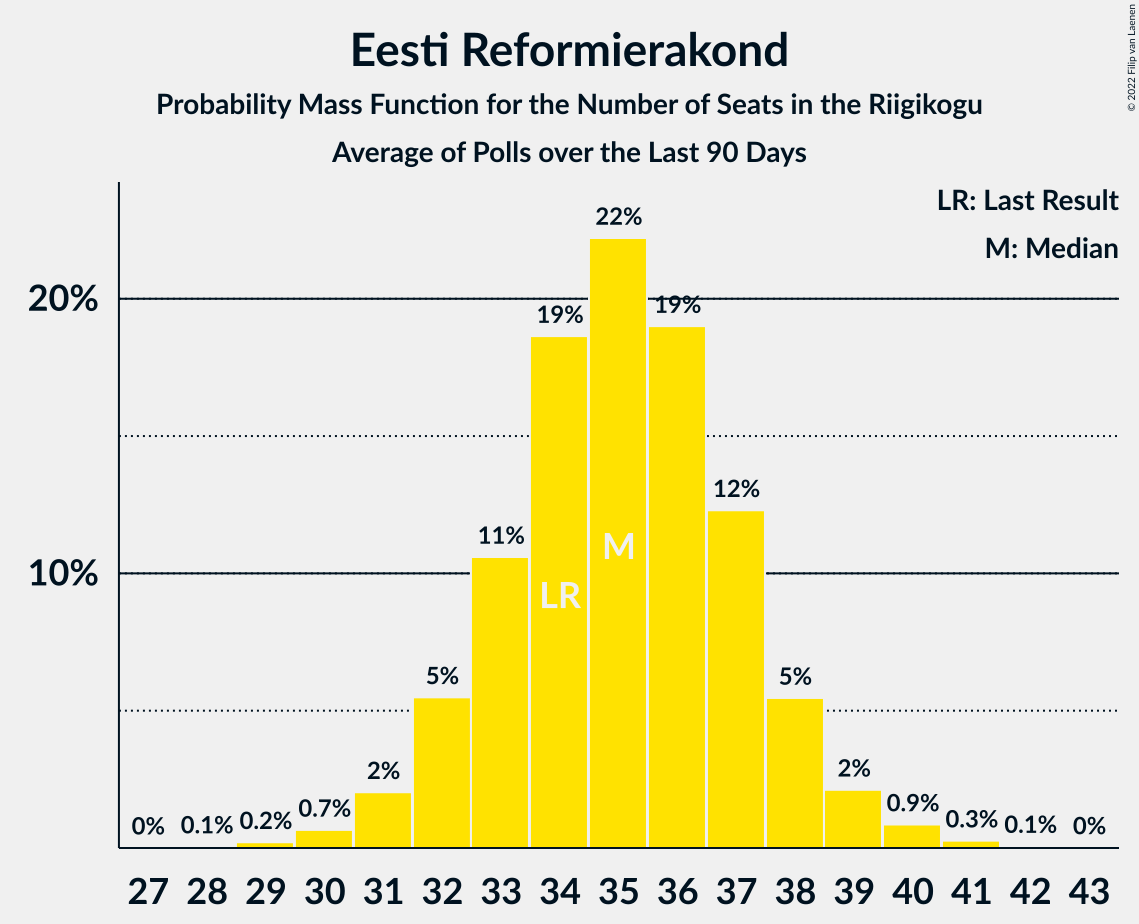 Eesti Reformierakond
Probability Mass Function for the Number of Seats in the Riigikogu
Average of Polls over the Last 90 Days
© 2022 Filip van Laenen
LR: Last Result
M: Median
20%
10%
0%
0.1%
0.2%
0.7%
2%
5%
11%
19%
22%
19%
12%
5%
2%
0.9%
0.3%
0.1%
0%
LR
M
27 28 29 30 31 32 33 34 35 36 37 38 39 40 41 42 43